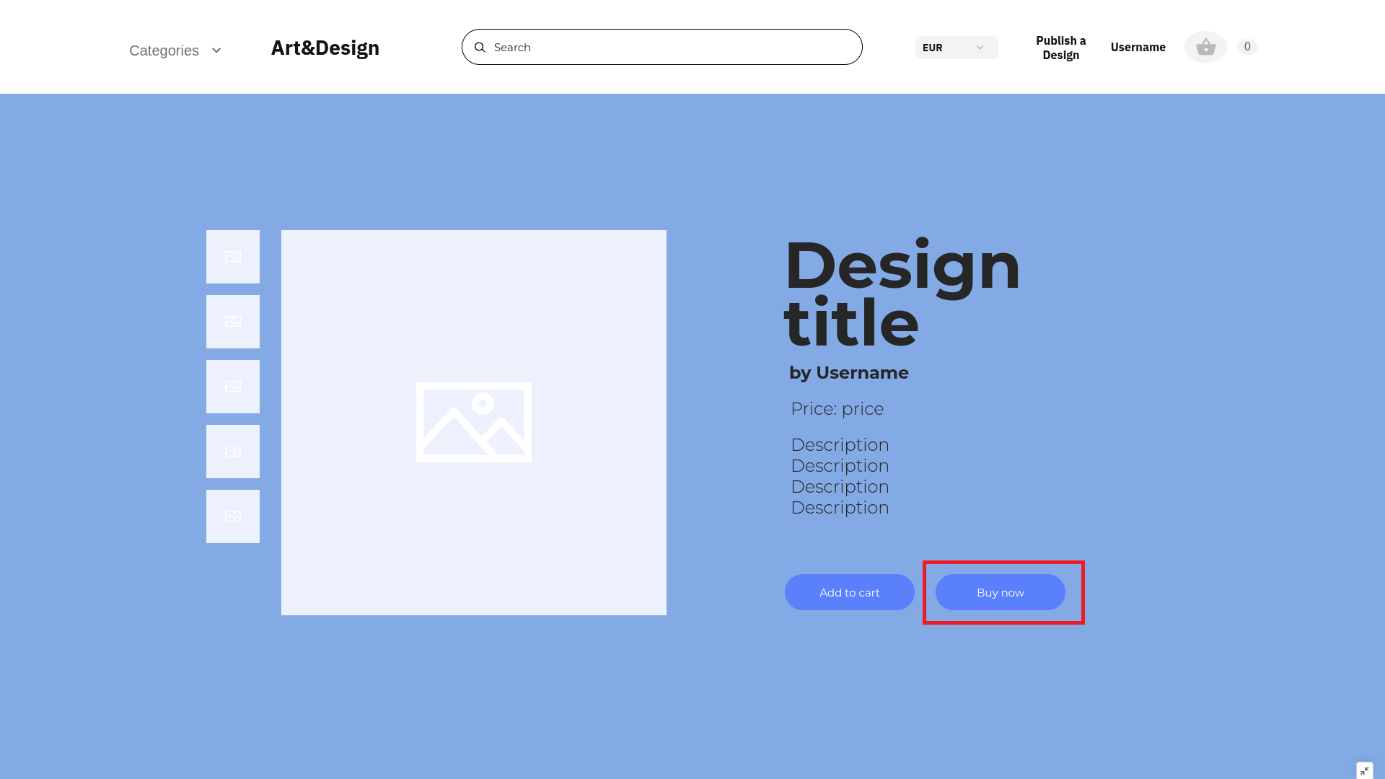 Categories
Art&Design
Search
EUR
Publish a
Design
Username
0
Design
title
by Username
Price: price
Description
Description
Description
Description
Add to cart
Buy now